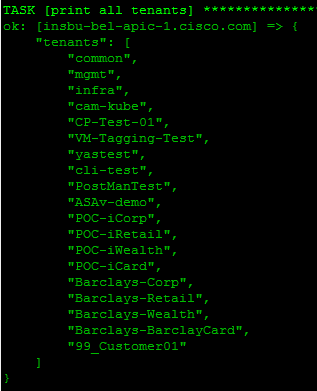 TASK [print all tenants] **************
ok: [insbu-bel-apic-1.cisco.com] => {
    "tenants": [
        "common",
        "mgmt",
        "infra",
        "cam-kube",
        "CP-Test-01",
        "VM-Tagging-Test",
        "yastest",
        "cli-test",
        "PostManTest",
        "ASAv-demo",
        "POC-iCorp",
        "POC-iRetail",
        "POC-iWealth",
        "POC-iCard",
        "Barclays-Corp",
        "Barclays-Retail",
        "Barclays-Wealth",
        "Barclays-BarclayCard",
        "99_Customer01"
    ]
}